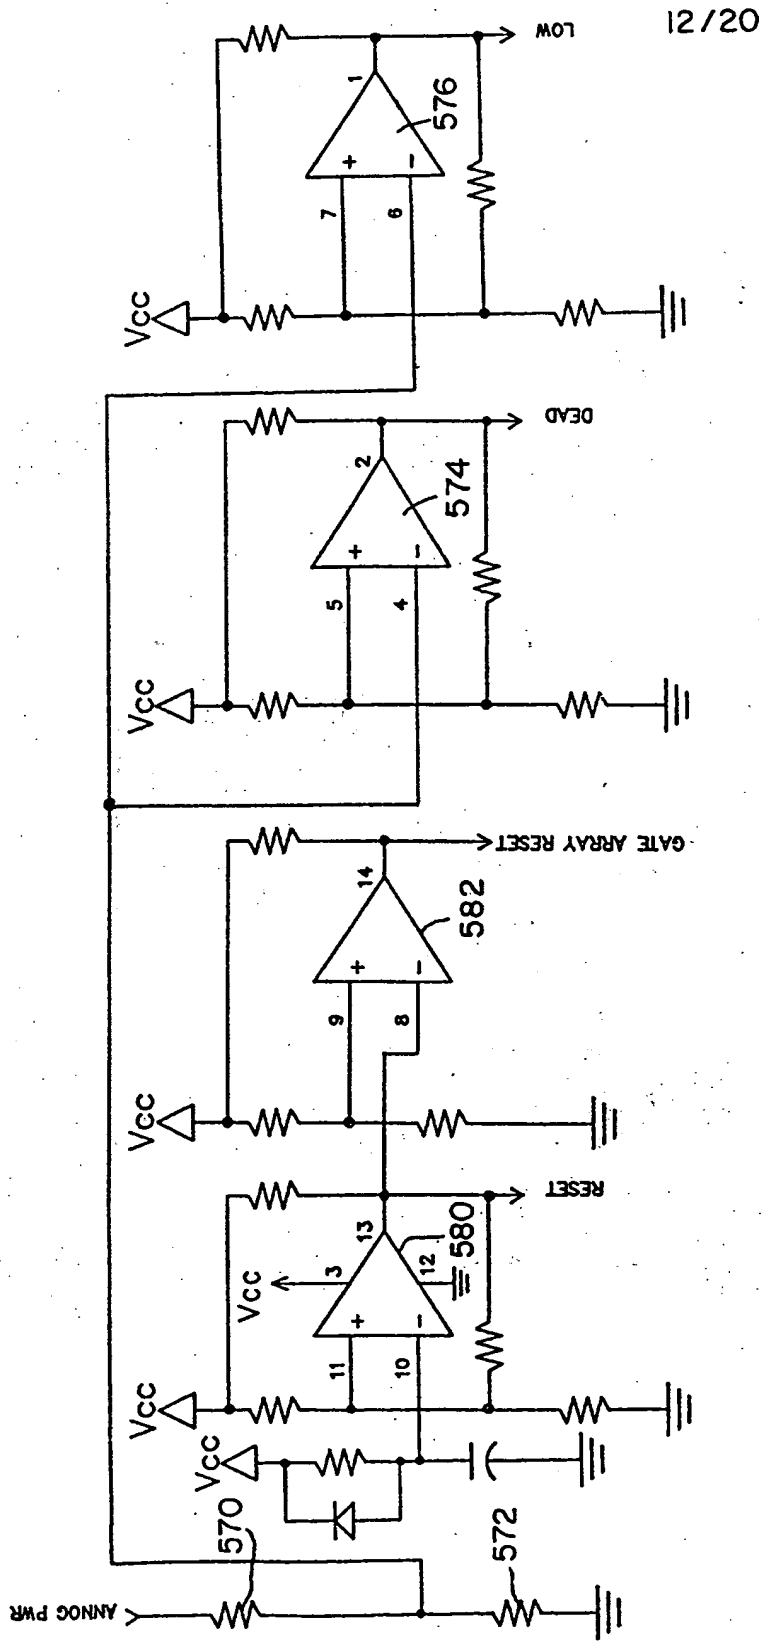 12/20
LOW
1
576
+
-
7
6
VCC
DEAD
2
574
+
-
5
4
VCC
GATE ARRAY RESET
14
582
+
-
9
8
VCC
RESET
13
580
VCC
3
12
+
-
11
10
VCC
VCC
570
572
ANNOG PWR